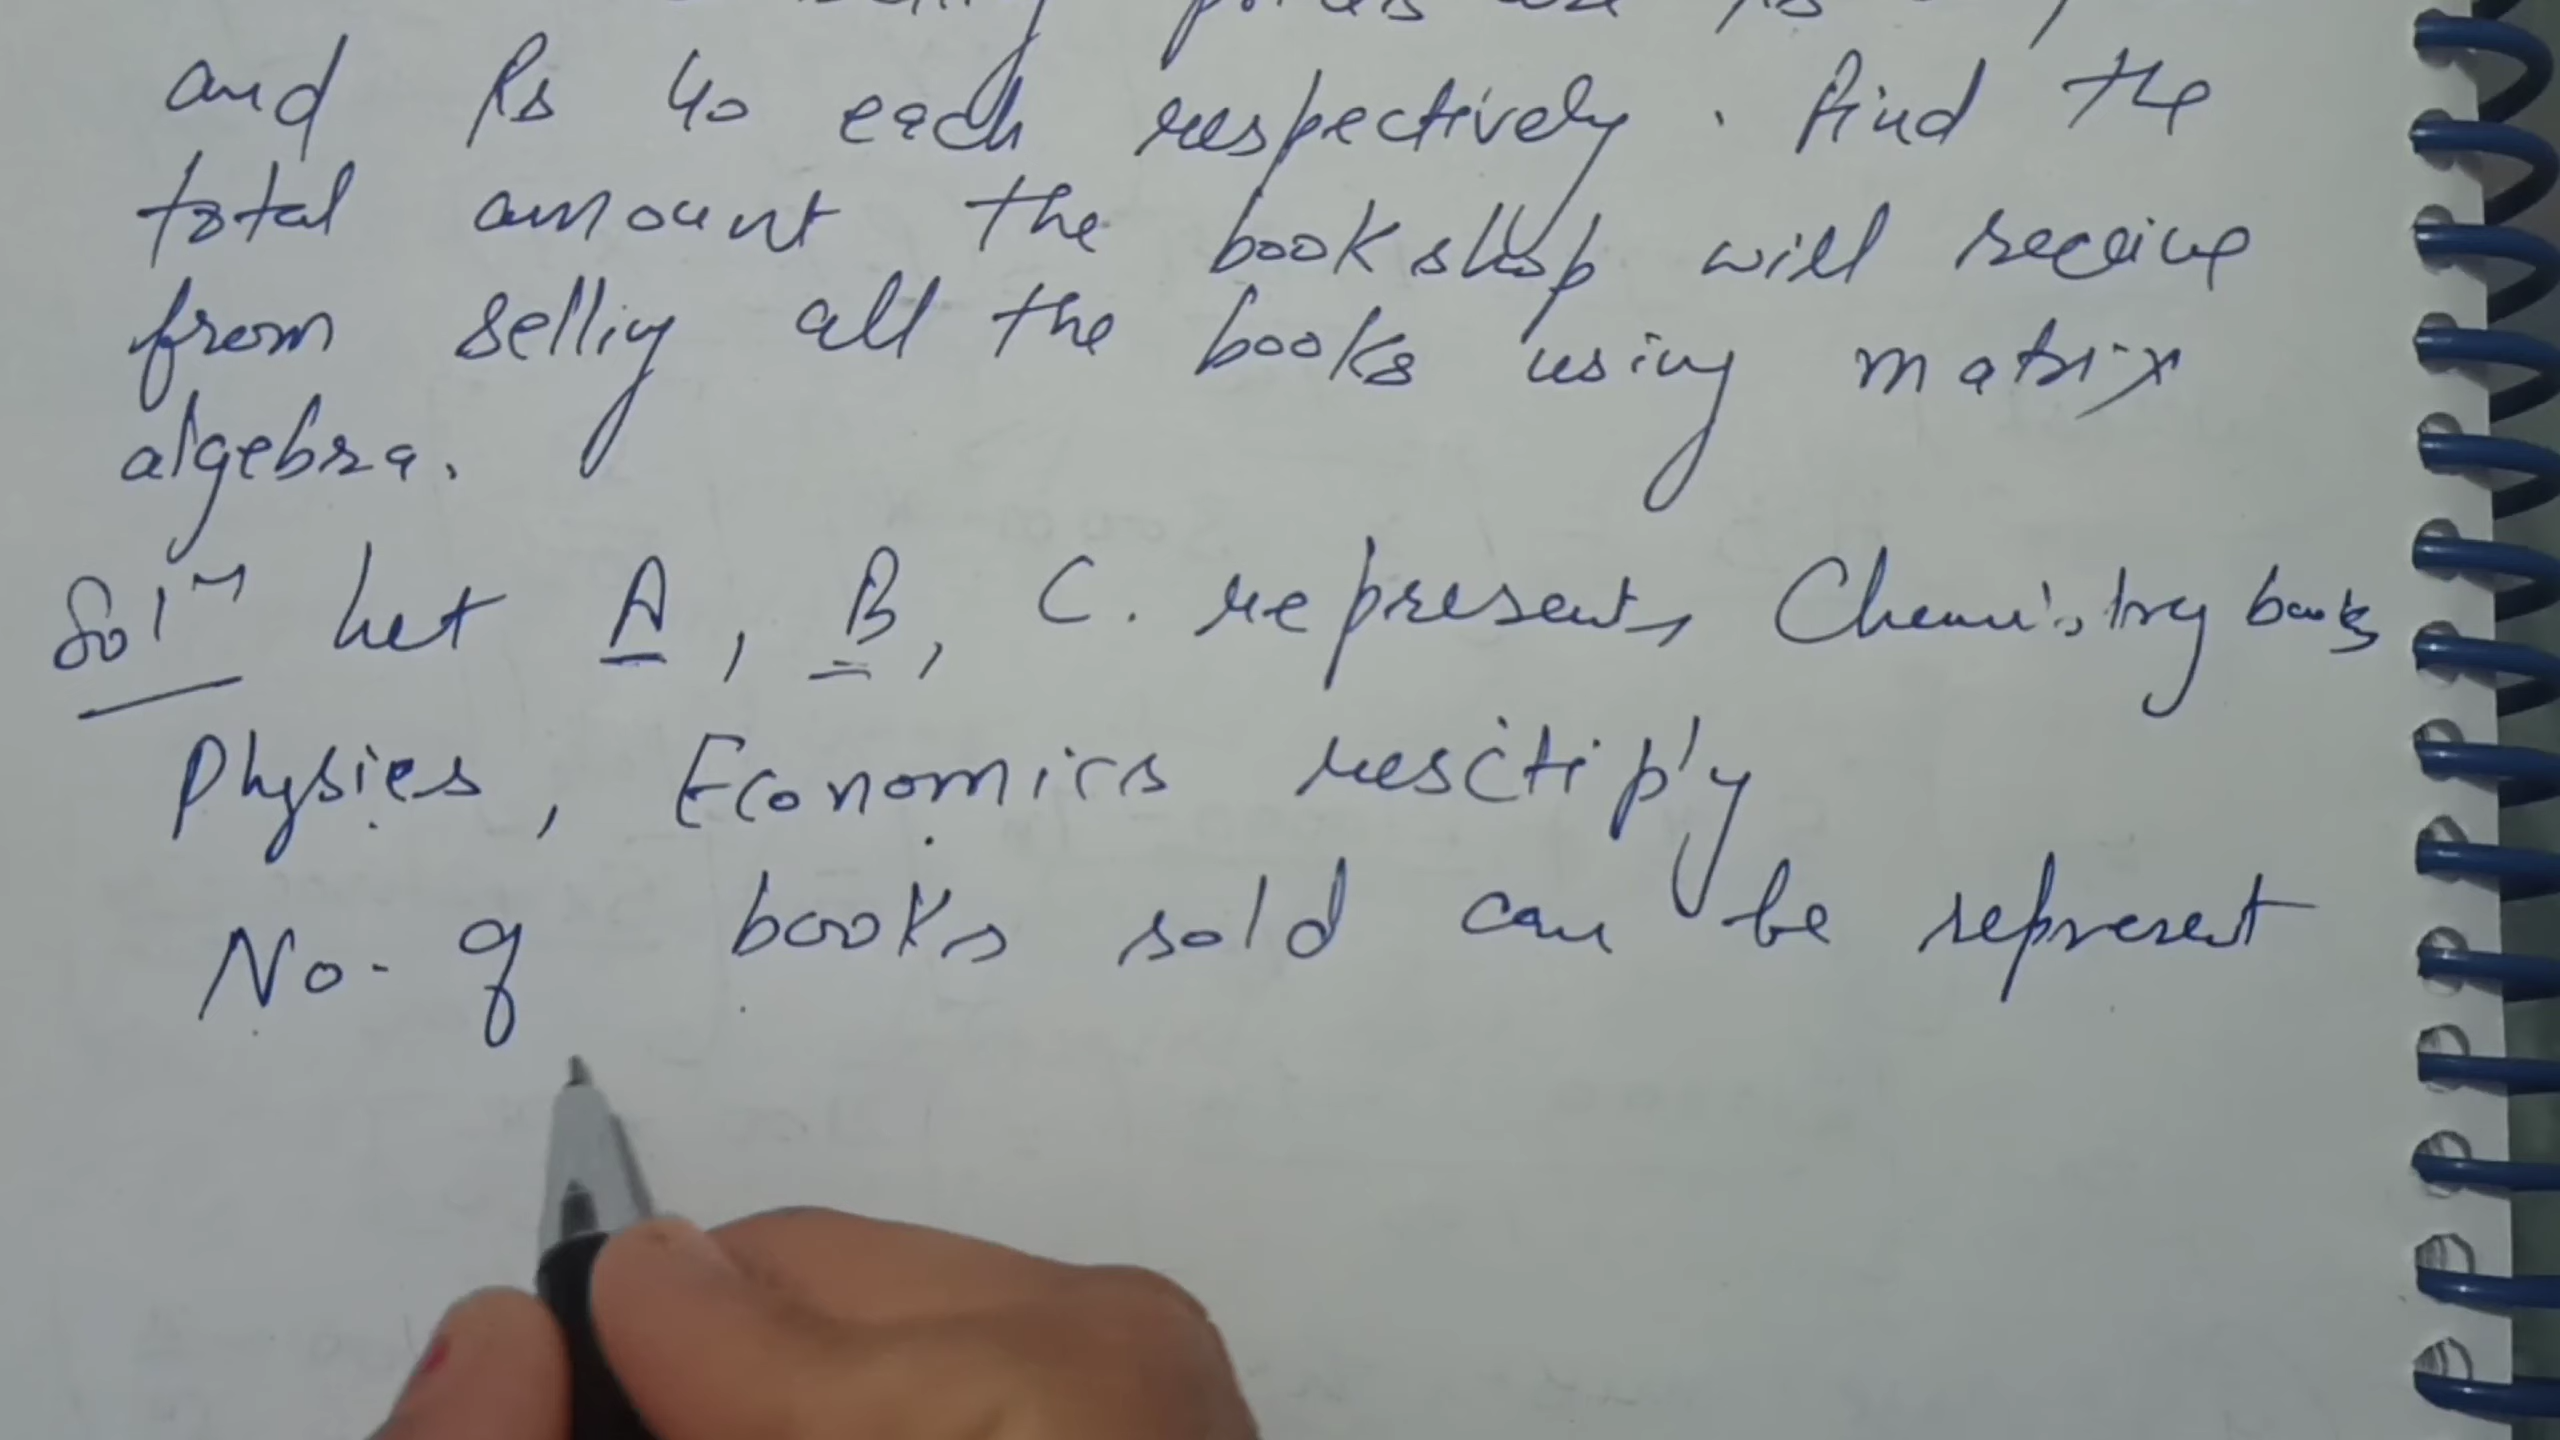 and Rs 40 each respectively. find the
total amount the bookshop will receive
from selling all the books using matrix
algebra.
Solⁿ Let A, B, C. represents Chemistry books
Physics, Economics
No. of books sold can be represent